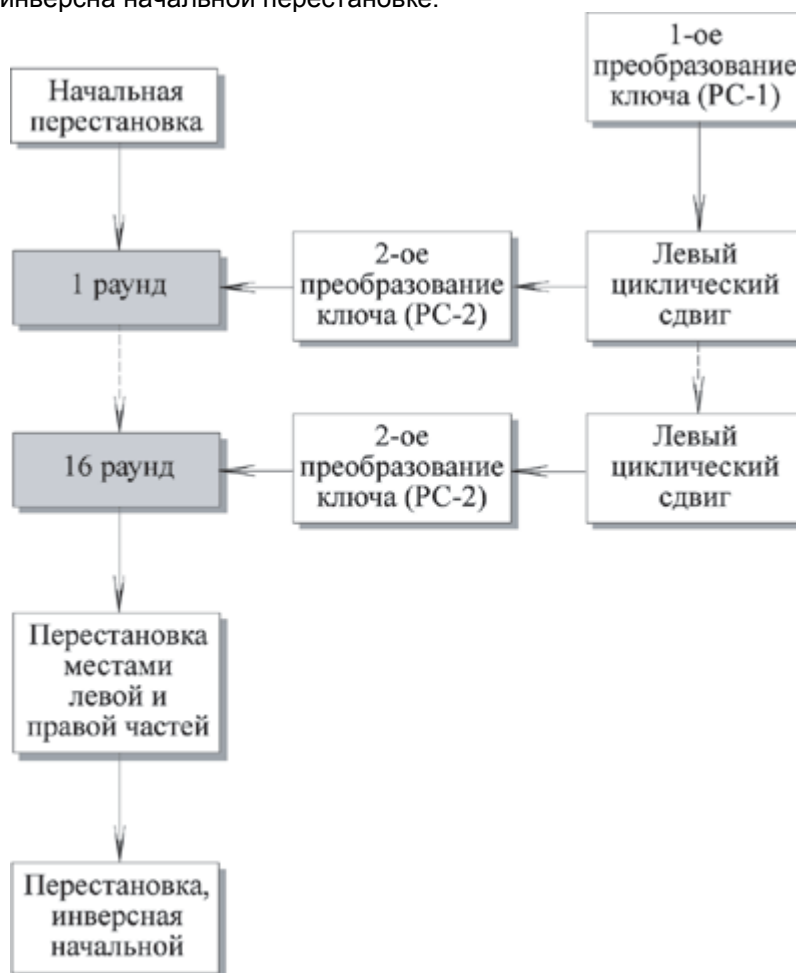 инверсна начальной перестановке.
1-ое
преобразование
ключа (PC-1)
Начальная
перестановка
1 раунд
2-ое
преобразование
ключа (PC-2)
Левый
циклический
сдвиг
16 раунд
2-ое
преобразование
ключа (PC-2)
Левый
циклический
сдвиг
Перестановка
местами
левой и
правой частей
Перестановка,
инверсная
начальной